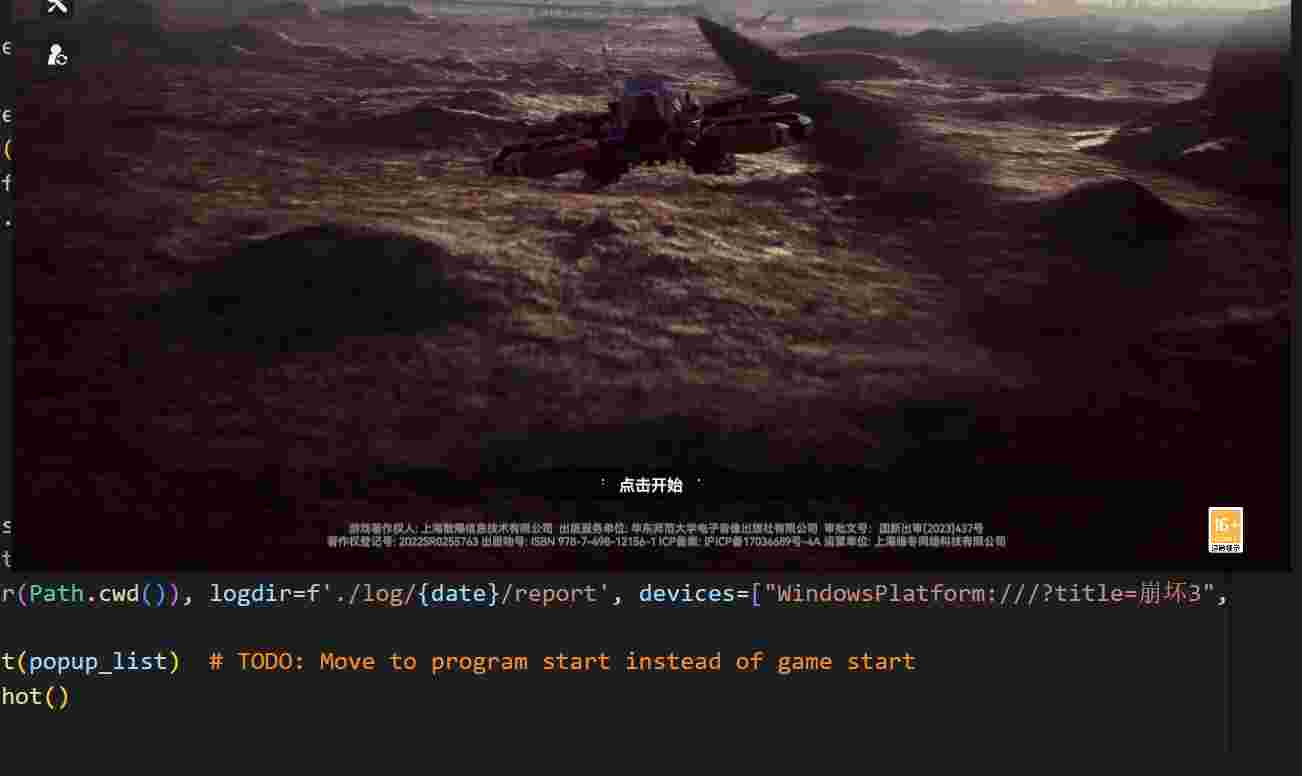 e
e
(
f
.
点击开始
游戏著作权人: 上海散爆信息技术有限公司 出版服务单位: 华东师范大学电子音像出版社有限公司 审批文号: 国新出审[2023]437号
著作权登记号: 2022SR0255763 出版物号: ISBN 978-7-498-12156-1 ICP备案: 沪ICP备17036689号-4A 运营单位: 上海暗冬网络科技有限公司
16+
s
t
r(Path.cwd()), logdir=f'./log/{date}/report', devices=["WindowsPlatform:///?title=崩坏3",
t(popup_list)  # TODO: Move to program start instead of game start
hot()